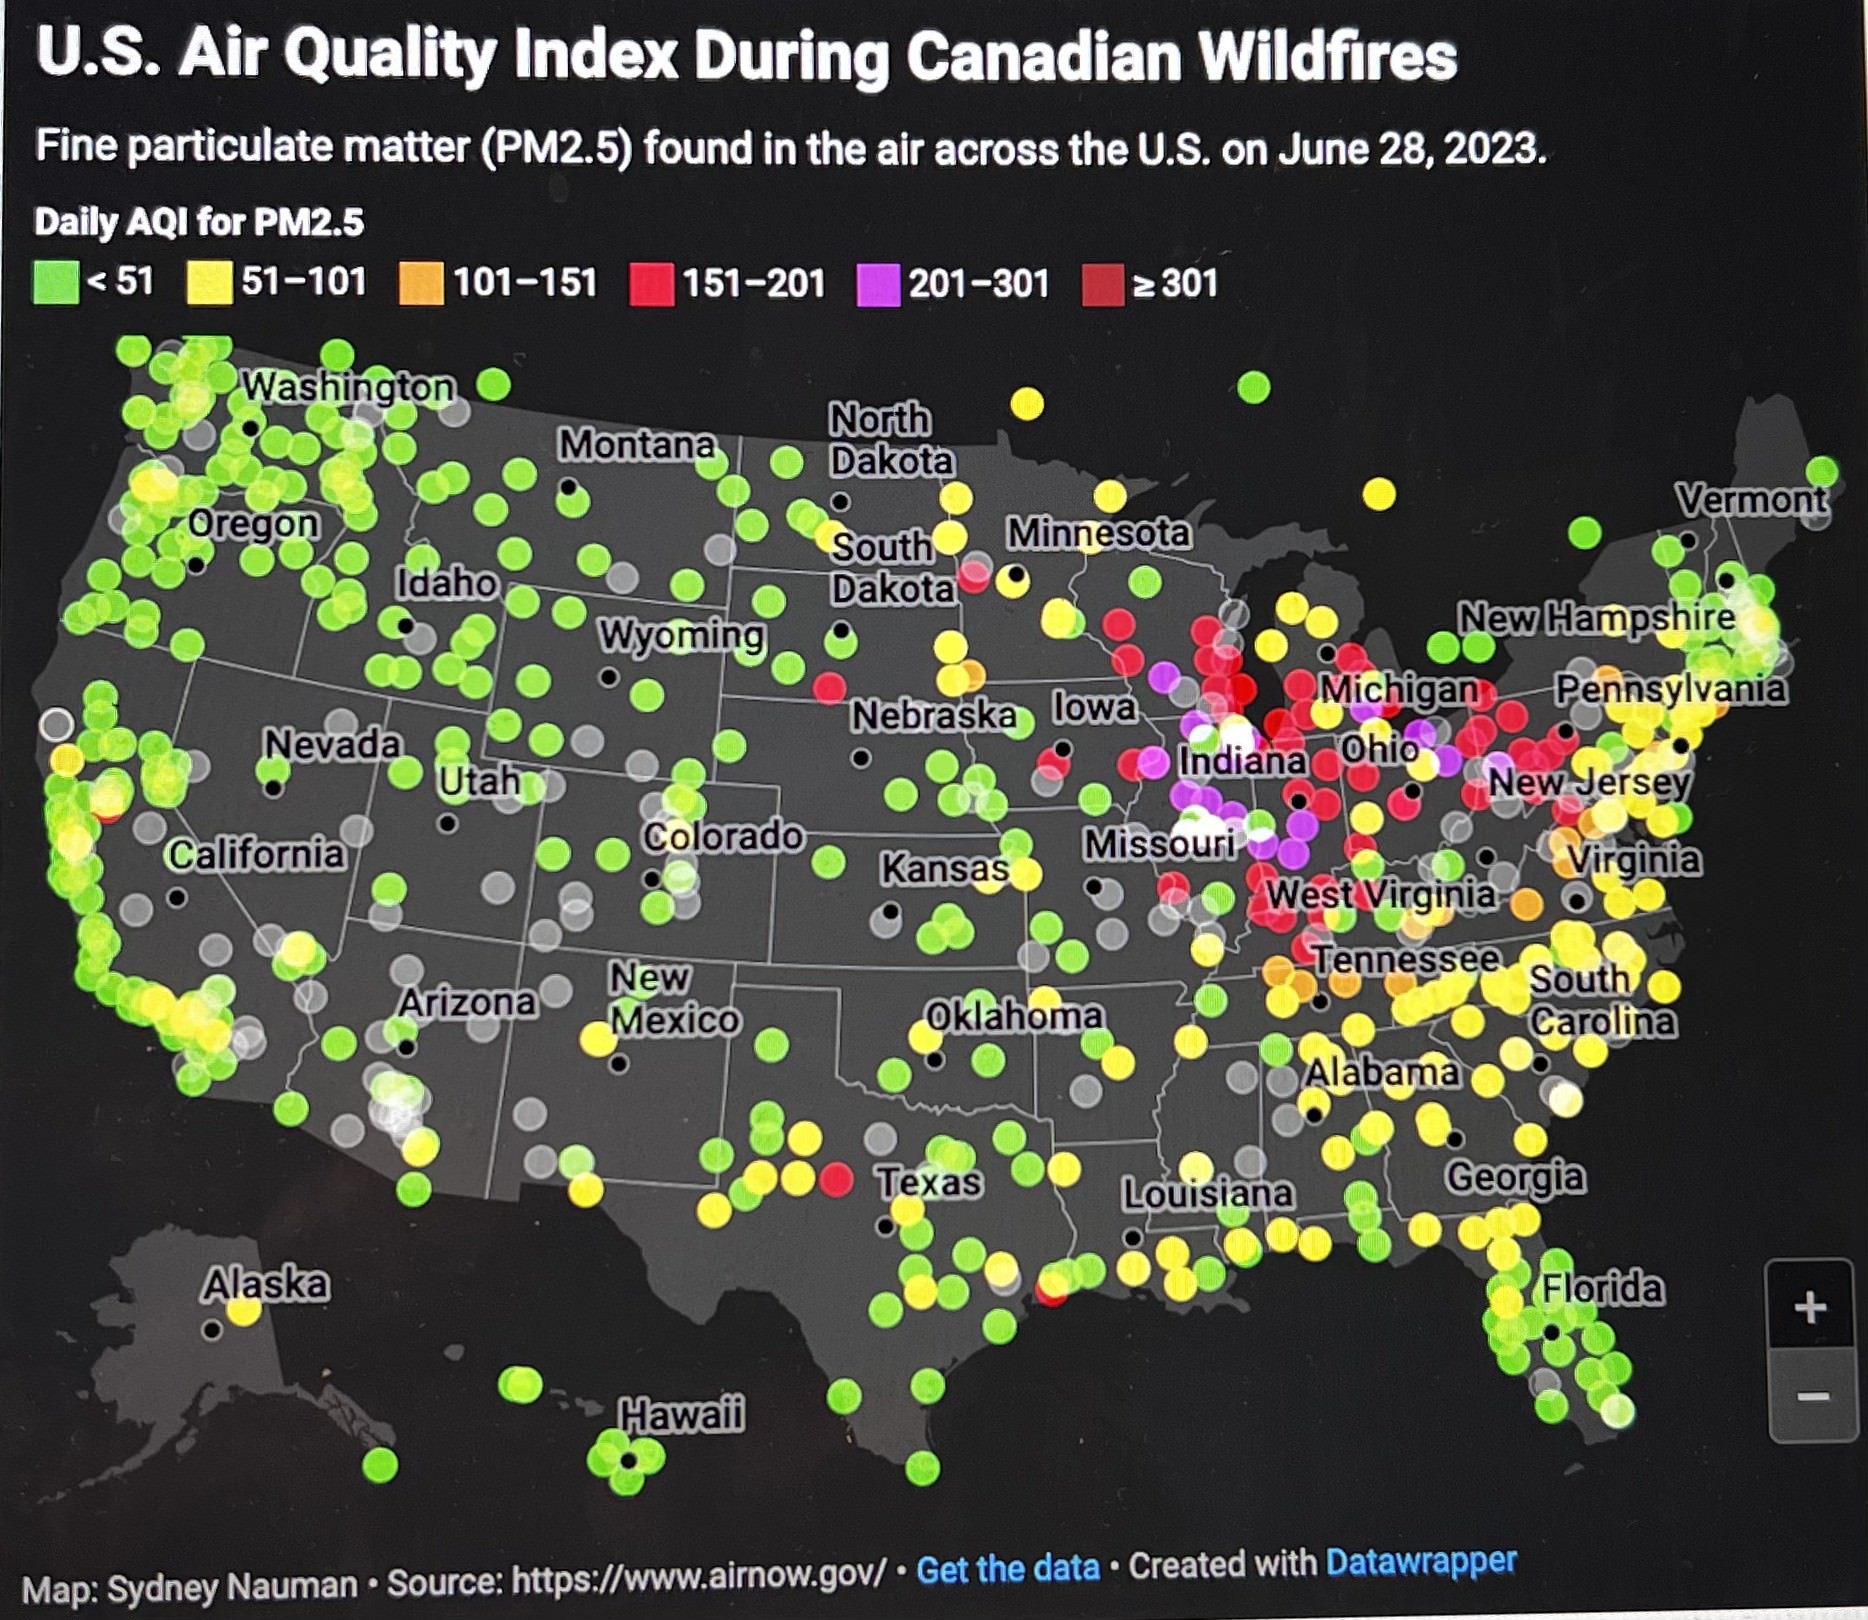 U.S. Air Quality Index During Canadian Wildfires
Fine particulate matter (PM2.5) found in the air across the U.S. on June 28, 2023.
Daily AQI for PM2.5
< 51 51–101 101–151 151–201 201–301 ≥ 301
Washington
North
Dakota
Montana
Vermont
Oregon
South
Dakota
Minnesota
Idaho
New Hampshire
Wyoming
Michigan
Pennsylvania
Nebraska
Iowa
Nevada
Ohio
Indiana
Utah
New Jersey
Colorado
Missouri
California
Kansas
Virginia
West Virginia
Tennessee
New
Mexico
South
Carolina
Arizona
Oklahoma
Alabama
Texas
Georgia
Louisiana
Alaska
Florida
+
−
Hawaii
Map: Sydney Nauman • Source: https://www.airnow.gov/ • Get the data • Created with Datawrapper